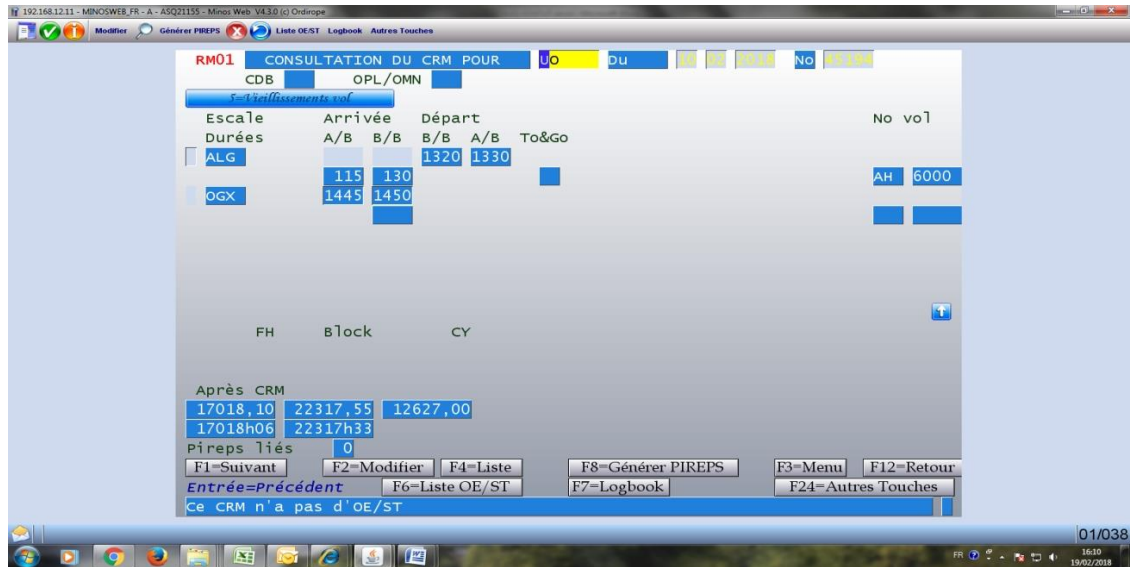 192.168.12.11 - MINOSWEB_FR - A - ASQ21155 - Minos Web V4.3.0 (c) Ordirope
Modifier Générer PIREPS Liste OE/ST Logbook Autres Touches
RM01 CONSULTATION DU CRM POUR UO Du 2018 NO 45194
CDB OPL/OMN
5=Vieillissements vol
Escale Arrivée Départ No vol
Durées A/B B/B B/B A/B To&Go
ALG 1320 1330
115 130 AH 6000
OGX 1445 1450
FH Block CY
Après CRM
17018,10 22317,55 12627,00
17018h06 22317h33
Pireps liés 0
F1=Suivant F2=Modifier F4=Liste F8=Générer PIREPS F3=Menu F12=Retour
Entrée=Précédent F6=Liste OE/ST F7=Logbook F24=Autres Touches
Ce CRM n'a pas d'OE/ST
01/038
FR 16:10
19/02/2018